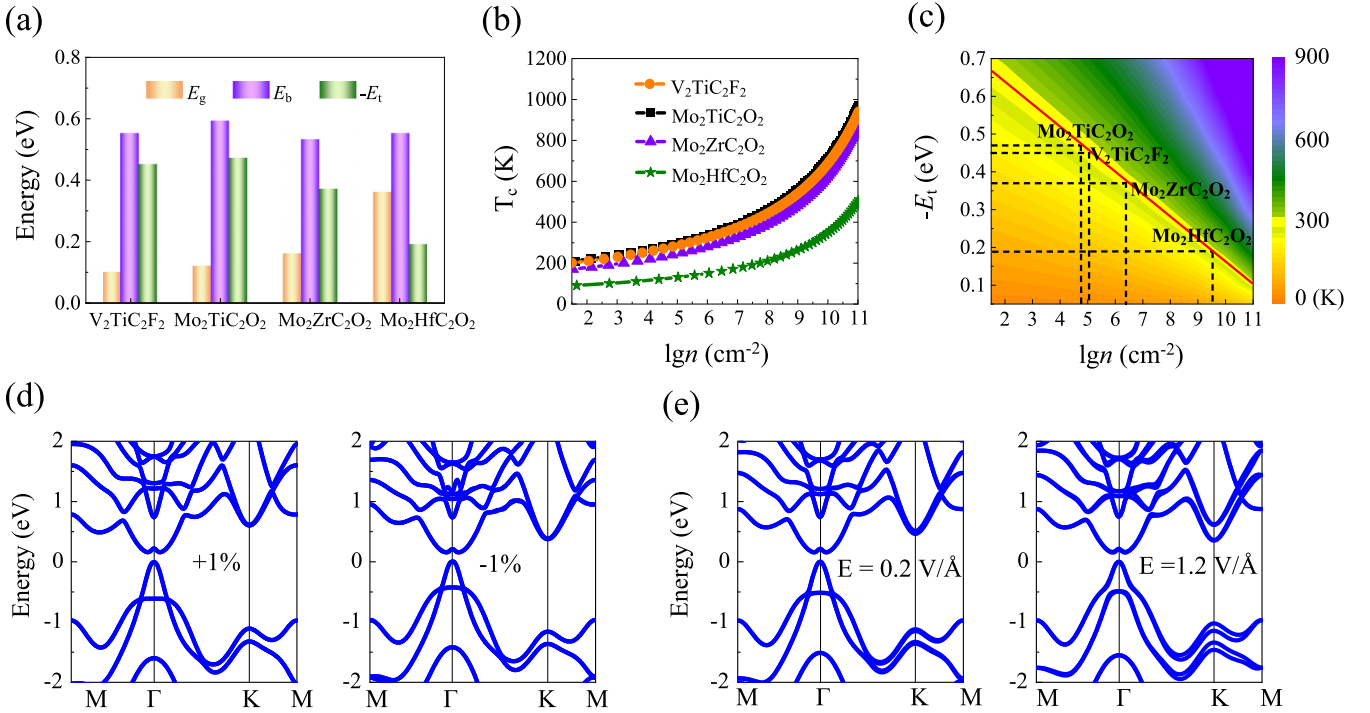 (a)
Energy (eV)
0.8
0.6
0.4
0.2
0.0
E_g E_b -E_t
V₂TiC₂F₂ Mo₂TiC₂O₂ Mo₂ZrC₂O₂ Mo₂HfC₂O₂
(b)
T_c (K)
1200
1000
800
600
400
200
0
V₂TiC₂F₂
Mo₂TiC₂O₂
Mo₂ZrC₂O₂
Mo₂HfC₂O₂
2 3 4 5 6 7 8 9 10 11
lgn (cm⁻²)
(c)
-E_t (eV)
0.7
0.6
0.5
0.4
0.3
0.2
0.1
Mo₂TiC₂O₂
V₂TiC₂F₂
Mo₂ZrC₂O₂
Mo₂HfC₂O₂
2 3 4 5 6 7 8 9 10 11
lgn (cm⁻²)
900
600
300
0 (K)
(d)
Energy (eV)
2
1
0
-1
-2
+1%
M Γ K M
2
1
0
-1
-2
-1%
M Γ K M
(e)
Energy (eV)
2
1
0
-1
-2
E = 0.2 V/Å
M Γ K M
2
1
0
-1
-2
E =1.2 V/Å
M Γ K M